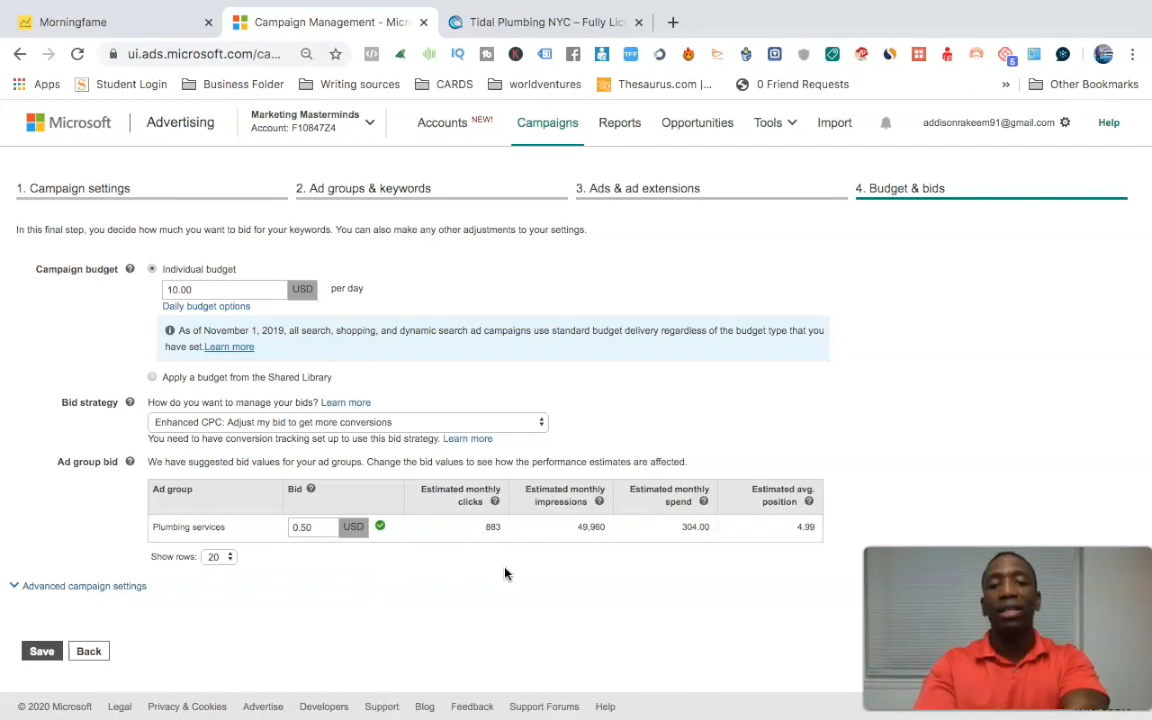 Morningfame
Campaign Management - Micr
Tidal Plumbing NYC – Fully Lic
ui.ads.microsoft.com/ca...
Apps
Student Login
Business Folder
Writing sources
CARDS
worldventures
Thesaurus.com |...
0 Friend Requests
»
Other Bookmarks
Microsoft
Advertising
Marketing Masterminds
Account: F10847Z4
Accounts NEW!
Campaigns
Reports
Opportunities
Tools
Import
addisonrakeem91@gmail.com
Help
1. Campaign settings
2. Ad groups & keywords
3. Ads & ad extensions
4. Budget & bids
In this final step, you decide how much you want to bid for your keywords. You can also make any other adjustments to your settings.
Campaign budget
Individual budget
10.00 USD per day
Daily budget options
As of November 1, 2019, all search, shopping, and dynamic search ad campaigns use standard budget delivery regardless of the budget type that you
have set. Learn more
Apply a budget from the Shared Library
Bid strategy
How do you want to manage your bids? Learn more
Enhanced CPC: Adjust my bid to get more conversions
You need to have conversion tracking set up to use this bid strategy. Learn more
Ad group bid
We have suggested bid values for your ad groups. Change the bid values to see how the performance estimates are affected.
Ad group
Bid
Estimated monthly
clicks
Estimated monthly
impressions
Estimated monthly
spend
Estimated avg.
position
Plumbing services
0.50 USD
883
49,960
304.00
4.99
Show rows: 20
Advanced campaign settings
Save
Back
© 2020 Microsoft
Legal
Privacy & Cookies
Advertise
Developers
Support
Blog
Feedback
Support Forums
Help